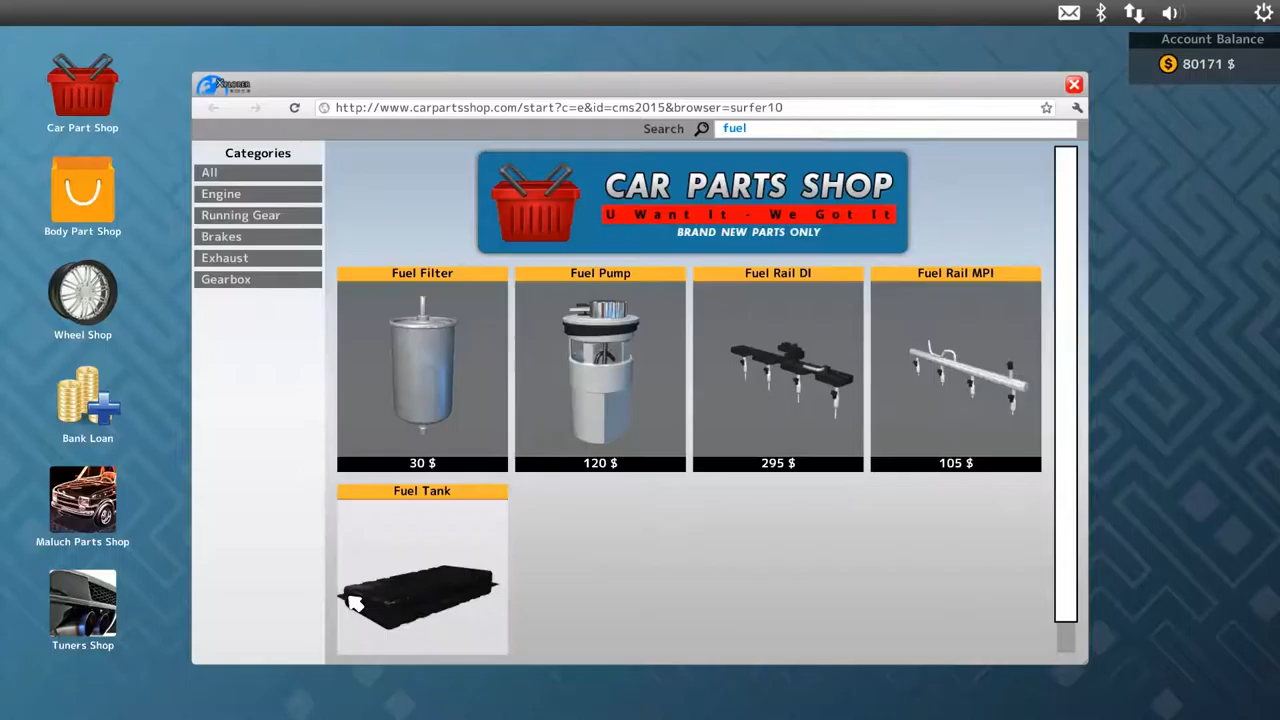 Account Balance
80171 $
Car Part Shop
Body Part Shop
Wheel Shop
Bank Loan
Maluch Parts Shop
Tuners Shop
http://www.carpartsshop.com/start?c=e&id=cms2015&browser=surfer10
Search fuel
Categories
All
Engine
Running Gear
Brakes
Exhaust
Gearbox
CAR PARTS SHOP
U Want It - We Got It
BRAND NEW PARTS ONLY
Fuel Filter
30 $
Fuel Pump
120 $
Fuel Rail DI
295 $
Fuel Rail MPI
105 $
Fuel Tank